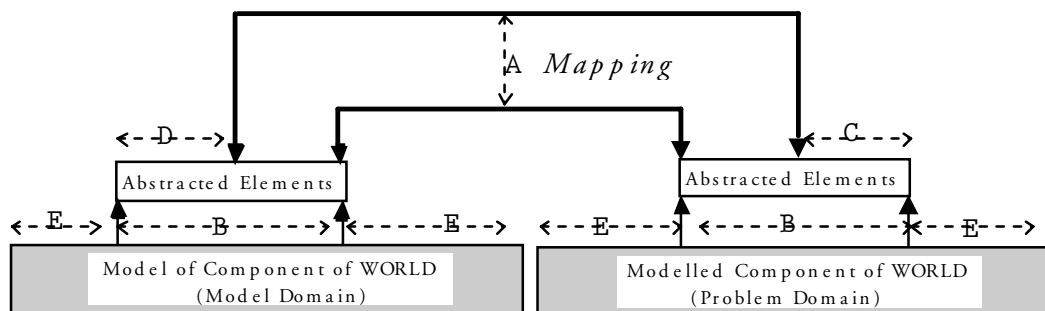 A Mapping
D
C
Abstracted Elements
Abstracted Elements
E
B
E
E
B
E
Model of Component of WORLD
(Model Domain)
Modelled Component of WORLD
(Problem Domain)